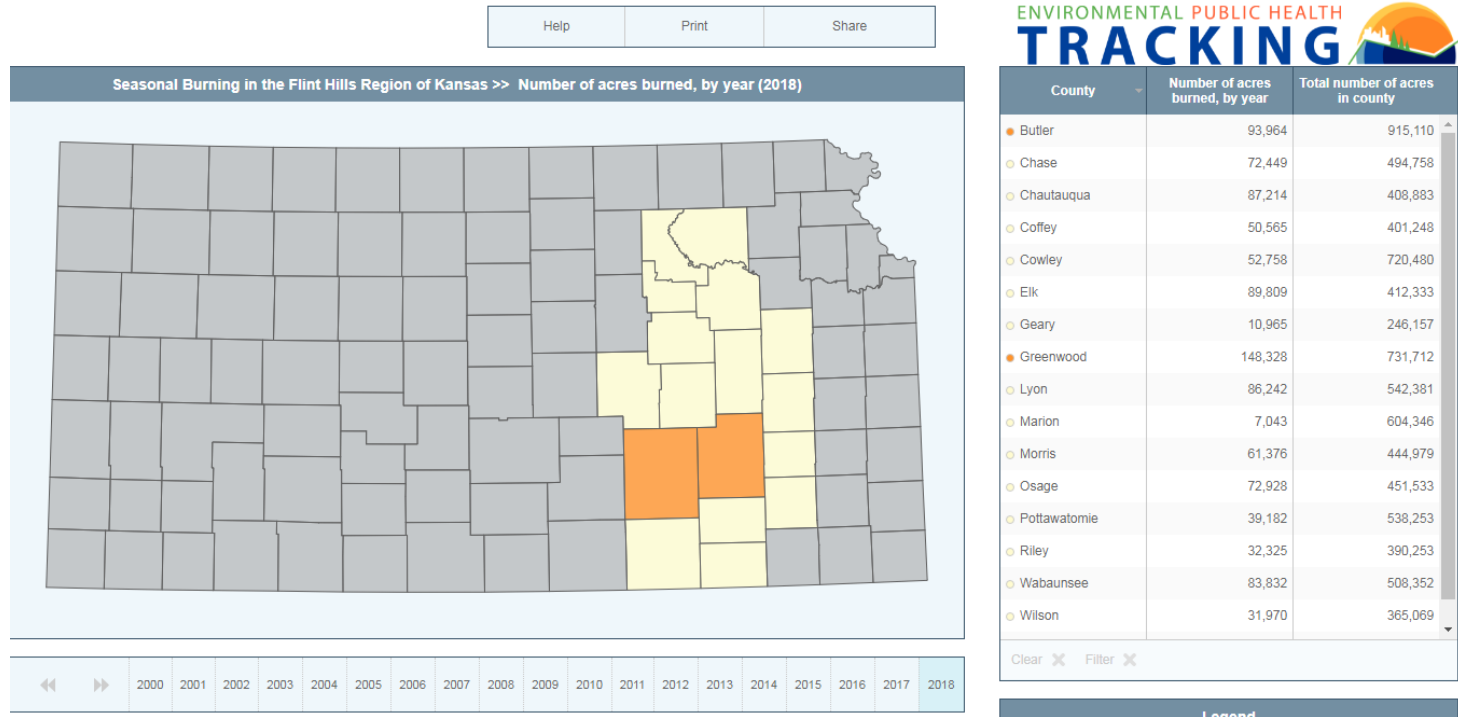 Help Print Share
ENVIRONMENTAL PUBLIC HEALTH
TRACKING
Seasonal Burning in the Flint Hills Region of Kansas >> Number of acres burned, by year (2018)
County Number of acres burned, by year Total number of acres in county
Butler 93,964 915,110
Chase 72,449 494,758
Chautauqua 87,214 408,883
Coffey 50,565 401,248
Cowley 52,758 720,480
Elk 89,809 412,333
Geary 10,965 246,157
Greenwood 148,328 731,712
Lyon 86,242 542,381
Marion 7,043 604,346
Morris 61,376 444,979
Osage 72,928 451,533
Pottawatomie 39,182 538,253
Riley 32,325 390,253
Wabaunsee 83,832 508,352
Wilson 31,970 365,069
Clear Filter
2000 2001 2002 2003 2004 2005 2006 2007 2008 2009 2010 2011 2012 2013 2014 2015 2016 2017 2018
Legend